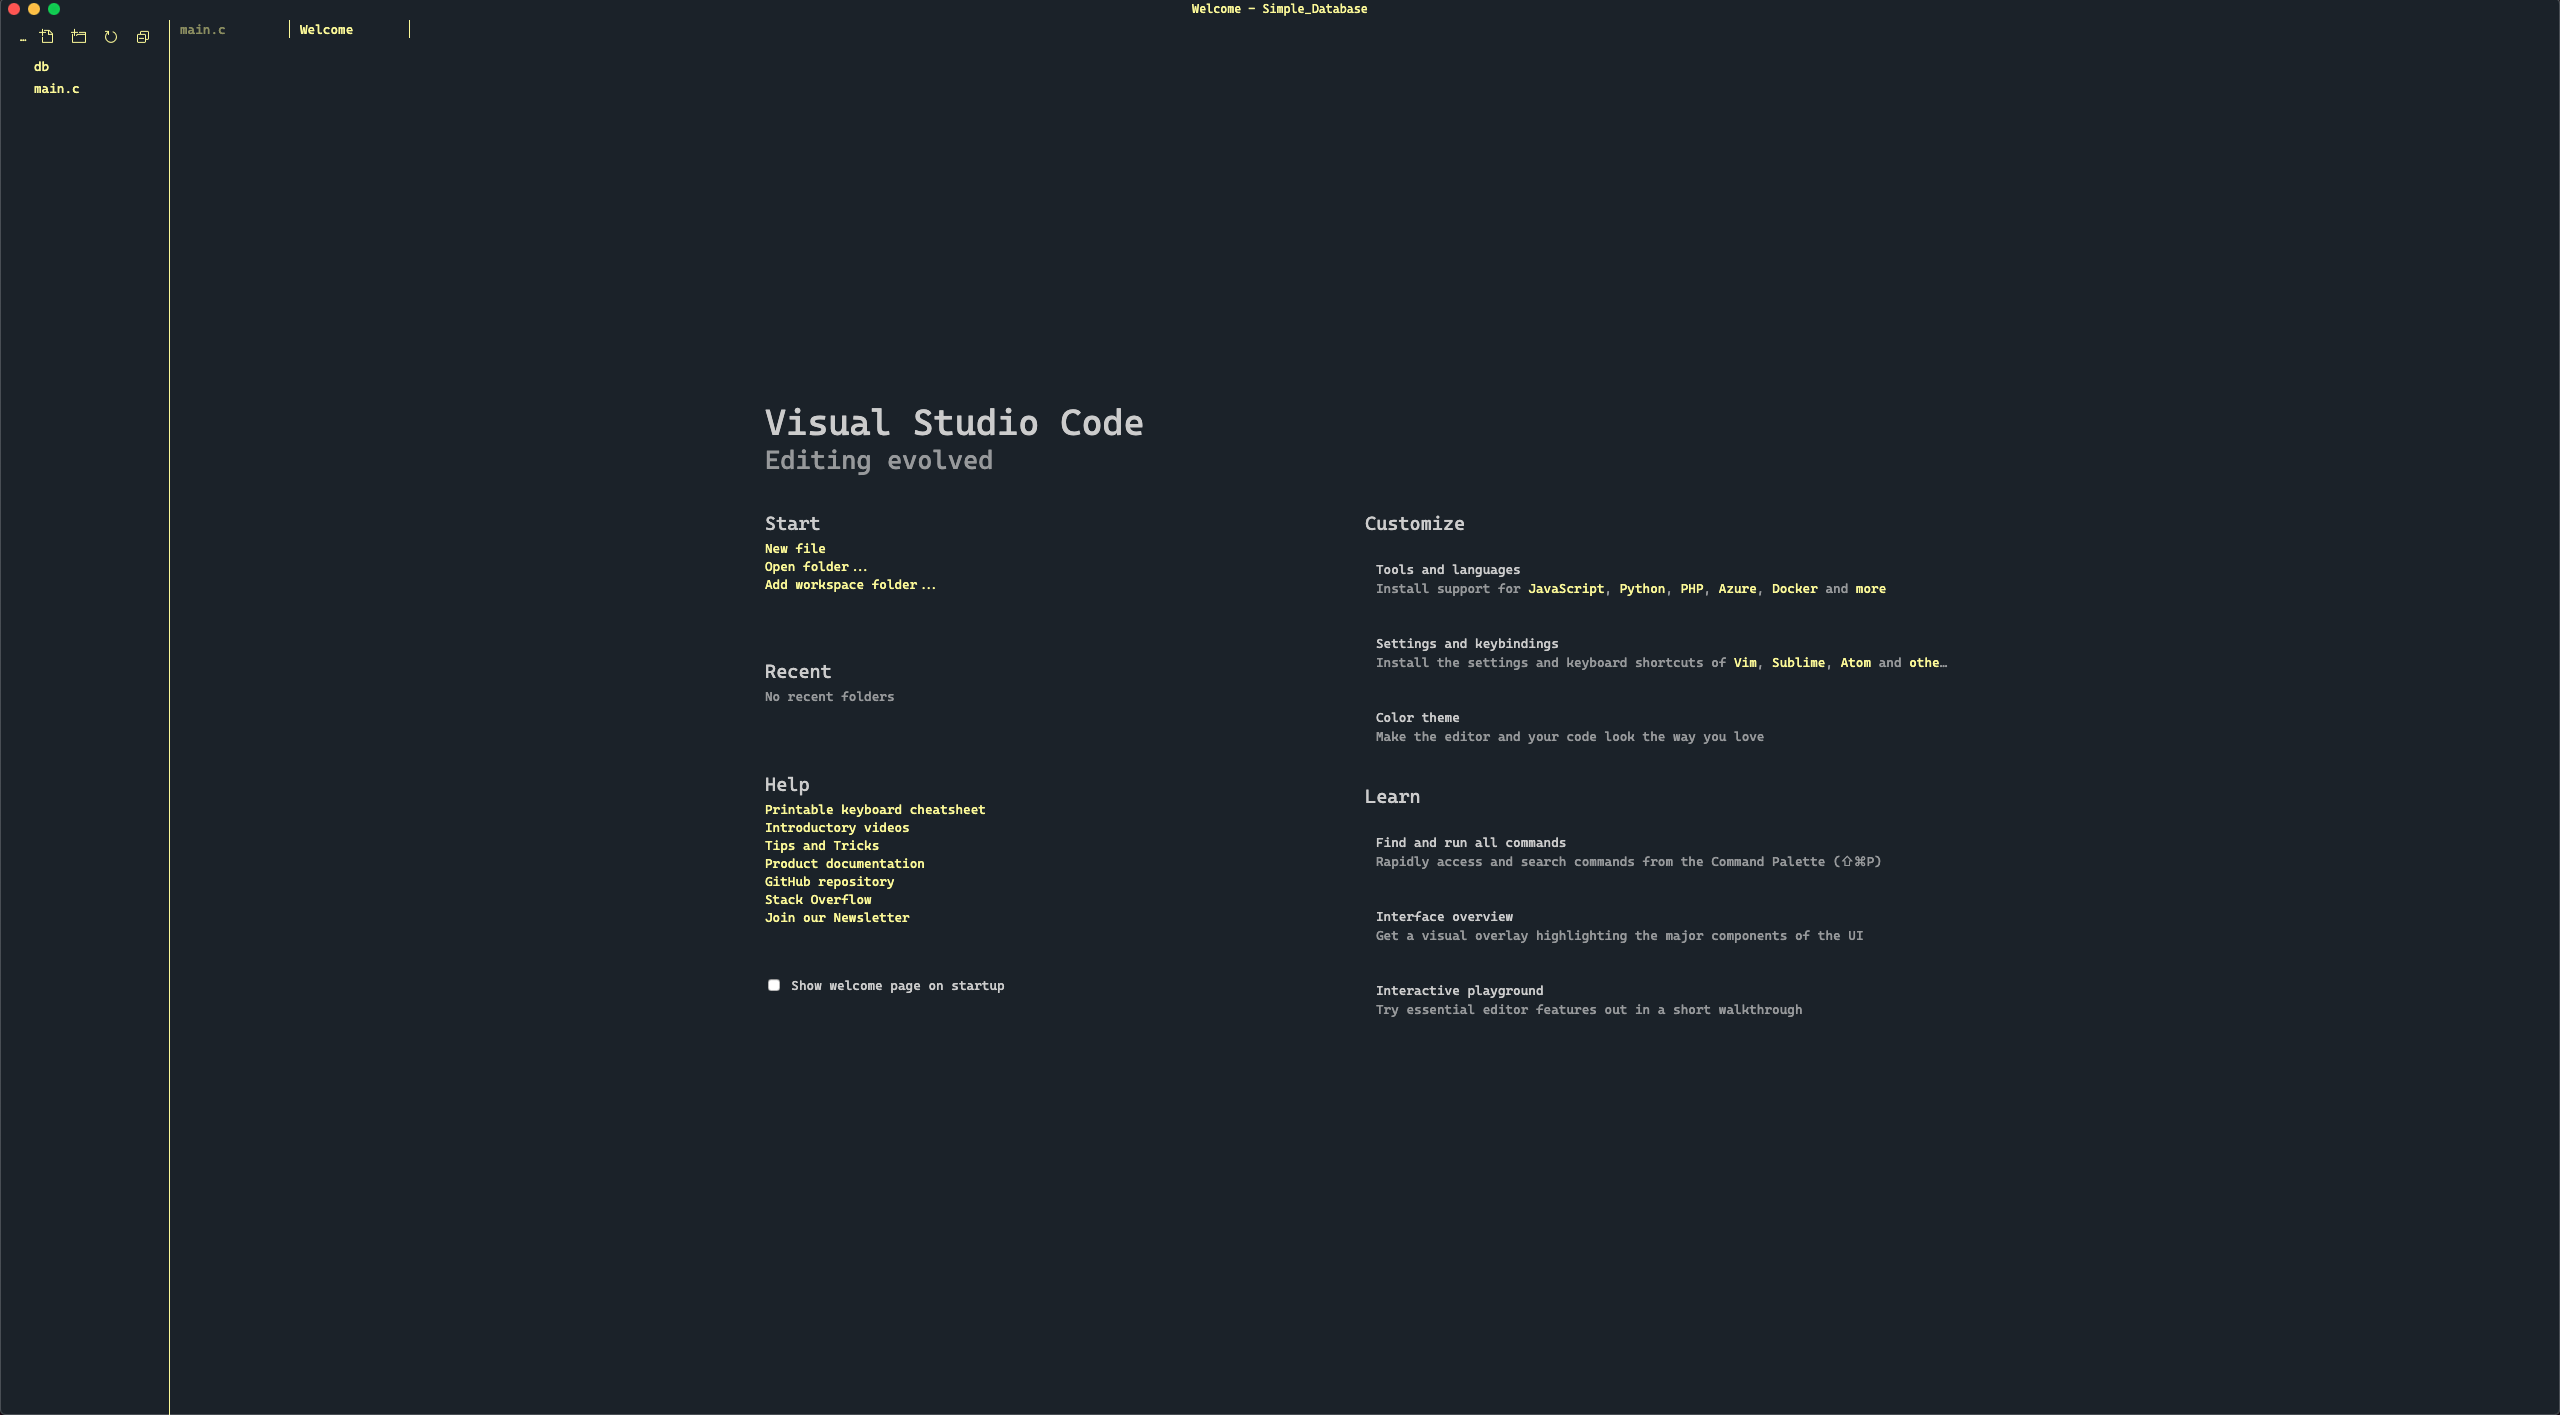 Welcome — Simple_Database
…
main.c
Welcome
db
main.c
Visual Studio Code
Editing evolved
Start
New file
Open folder...
Add workspace folder...
Recent
No recent folders
Help
Printable keyboard cheatsheet
Introductory videos
Tips and Tricks
Product documentation
GitHub repository
Stack Overflow
Join our Newsletter
Show welcome page on startup
Customize
Tools and languages
Install support for JavaScript, Python, PHP, Azure, Docker and more
Settings and keybindings
Install the settings and keyboard shortcuts of Vim, Sublime, Atom and othe…
Color theme
Make the editor and your code look the way you love
Learn
Find and run all commands
Rapidly access and search commands from the Command Palette (⇧⌘P)
Interface overview
Get a visual overlay highlighting the major components of the UI
Interactive playground
Try essential editor features out in a short walkthrough